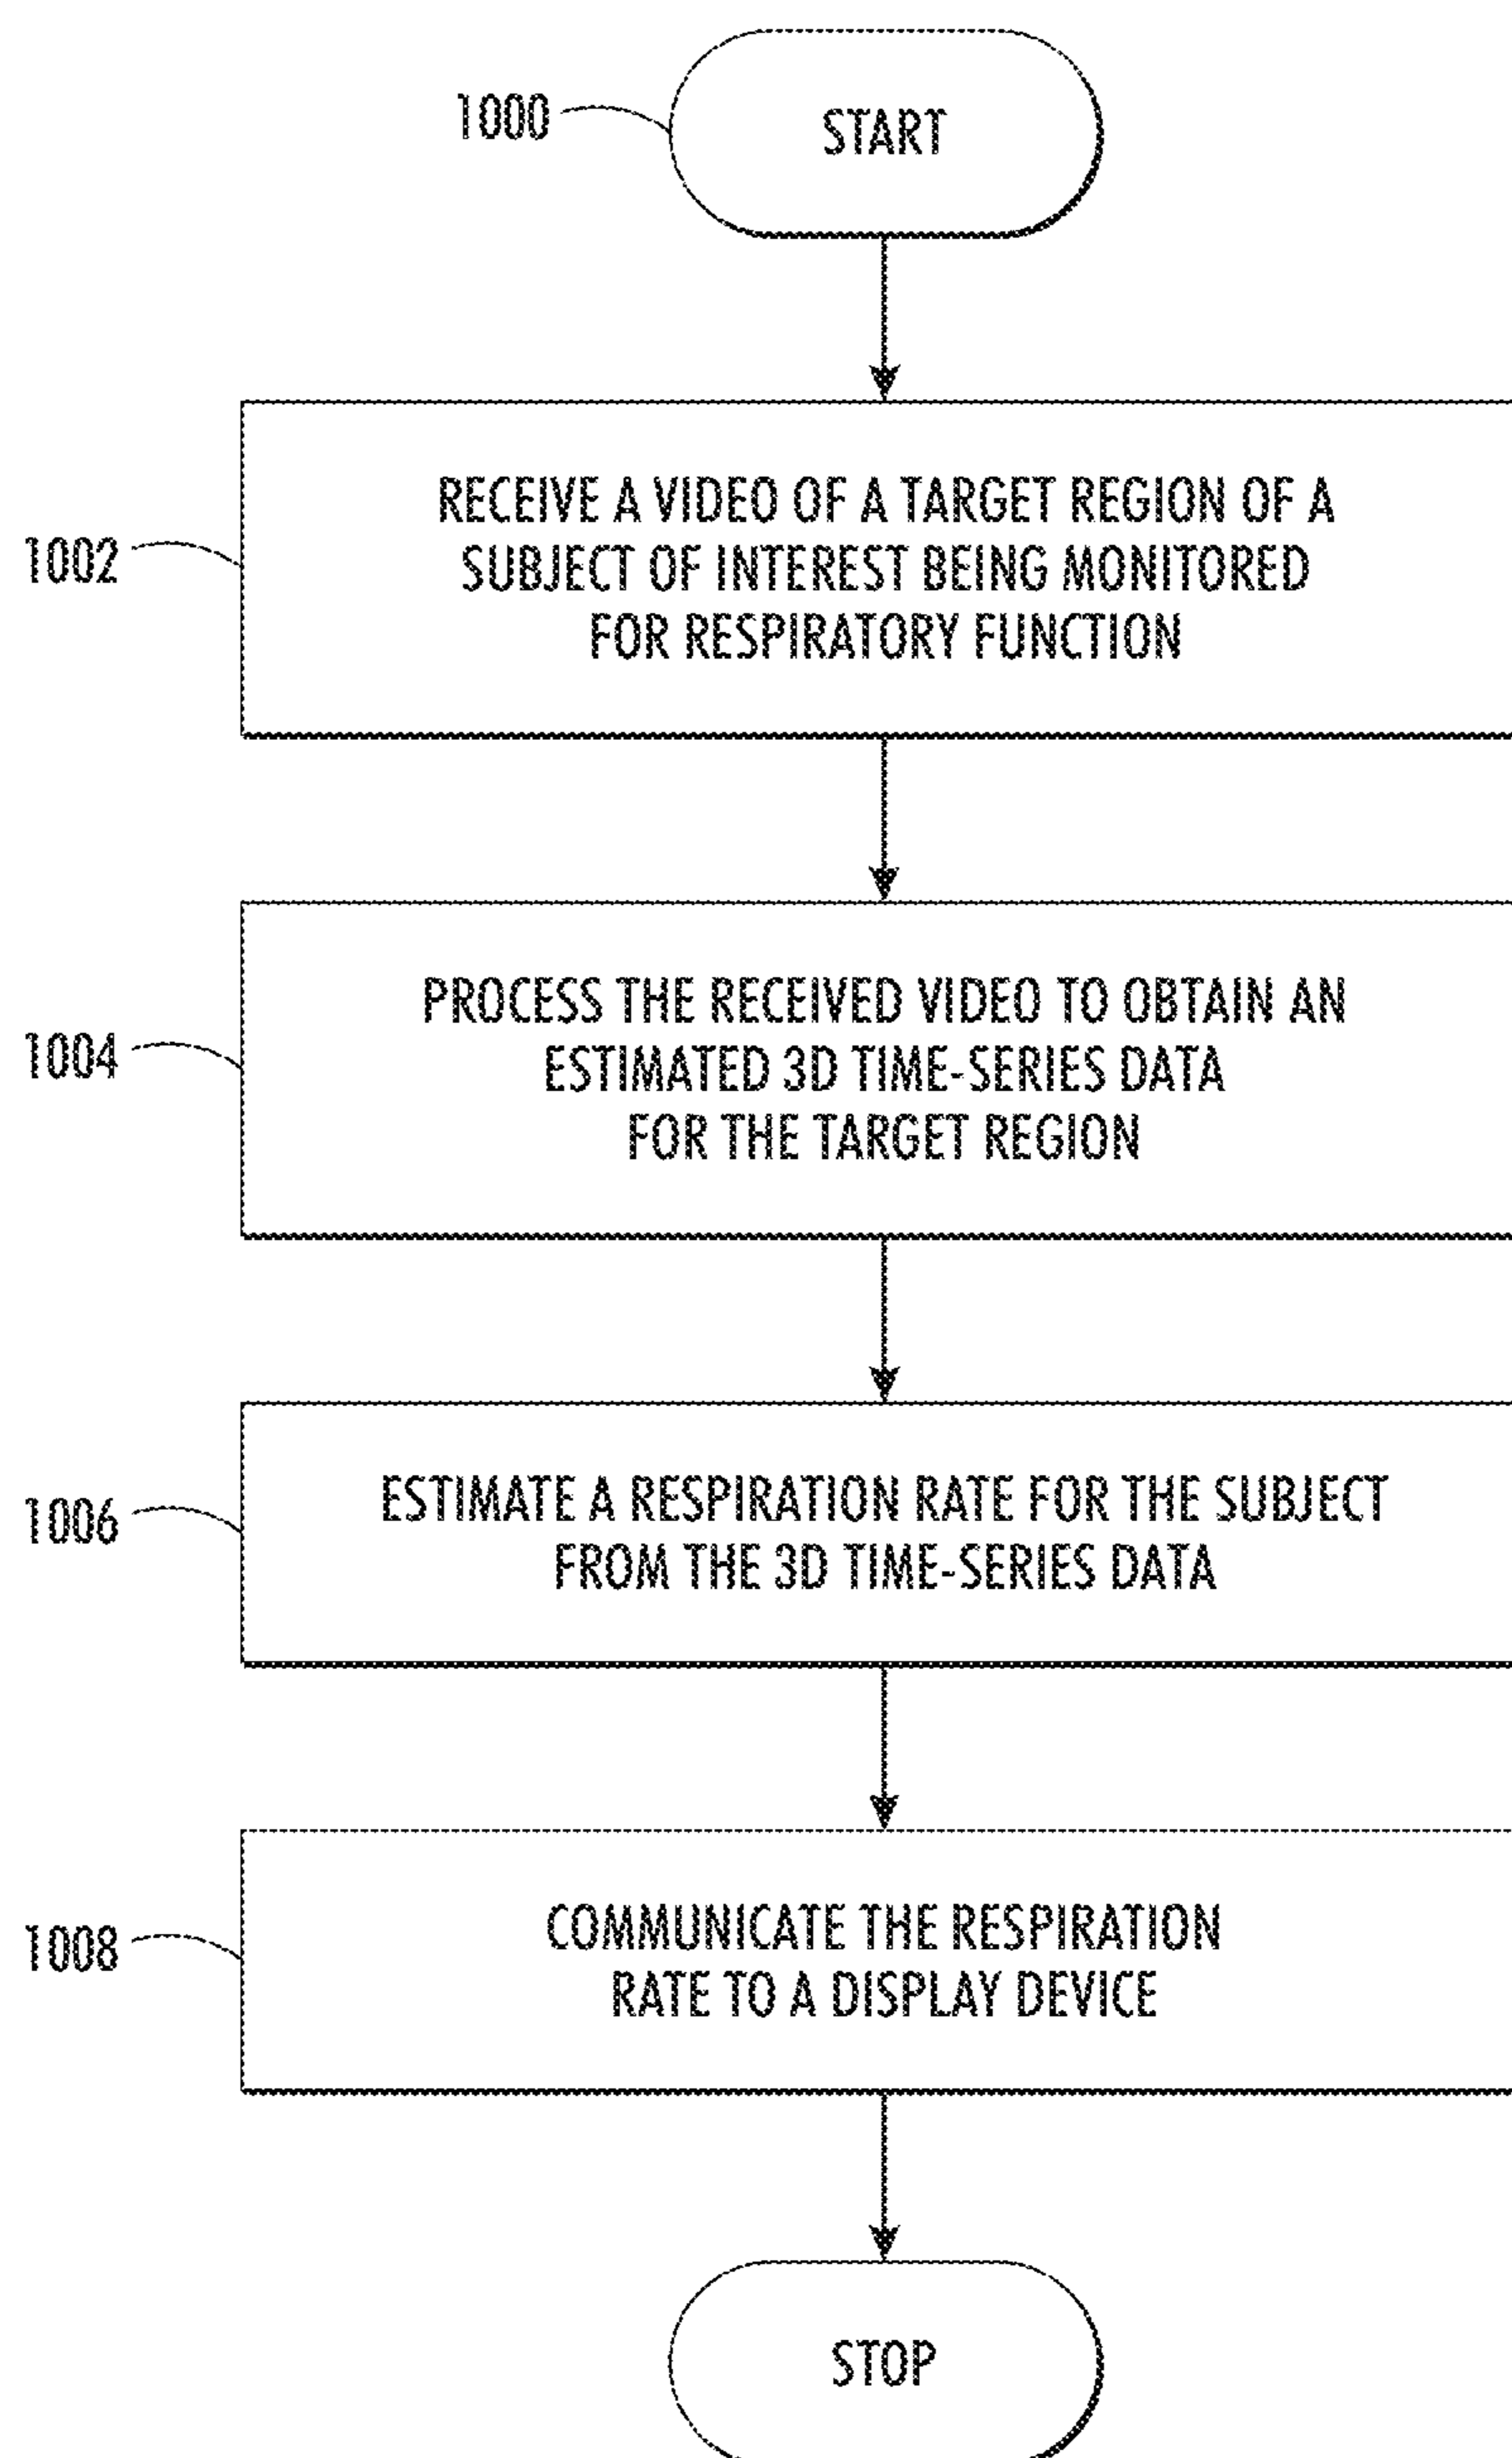 1000
START
1002
RECEIVE A VIDEO OF A TARGET REGION OF A
SUBJECT OF INTEREST BEING MONITORED
FOR RESPIRATORY FUNCTION
1004
PROCESS THE RECEIVED VIDEO TO OBTAIN AN
ESTIMATED 3D TIME-SERIES DATA
FOR THE TARGET REGION
1006
ESTIMATE A RESPIRATION RATE FOR THE SUBJECT
FROM THE 3D TIME-SERIES DATA
1008
COMMUNICATE THE RESPIRATION
RATE TO A DISPLAY DEVICE
STOP